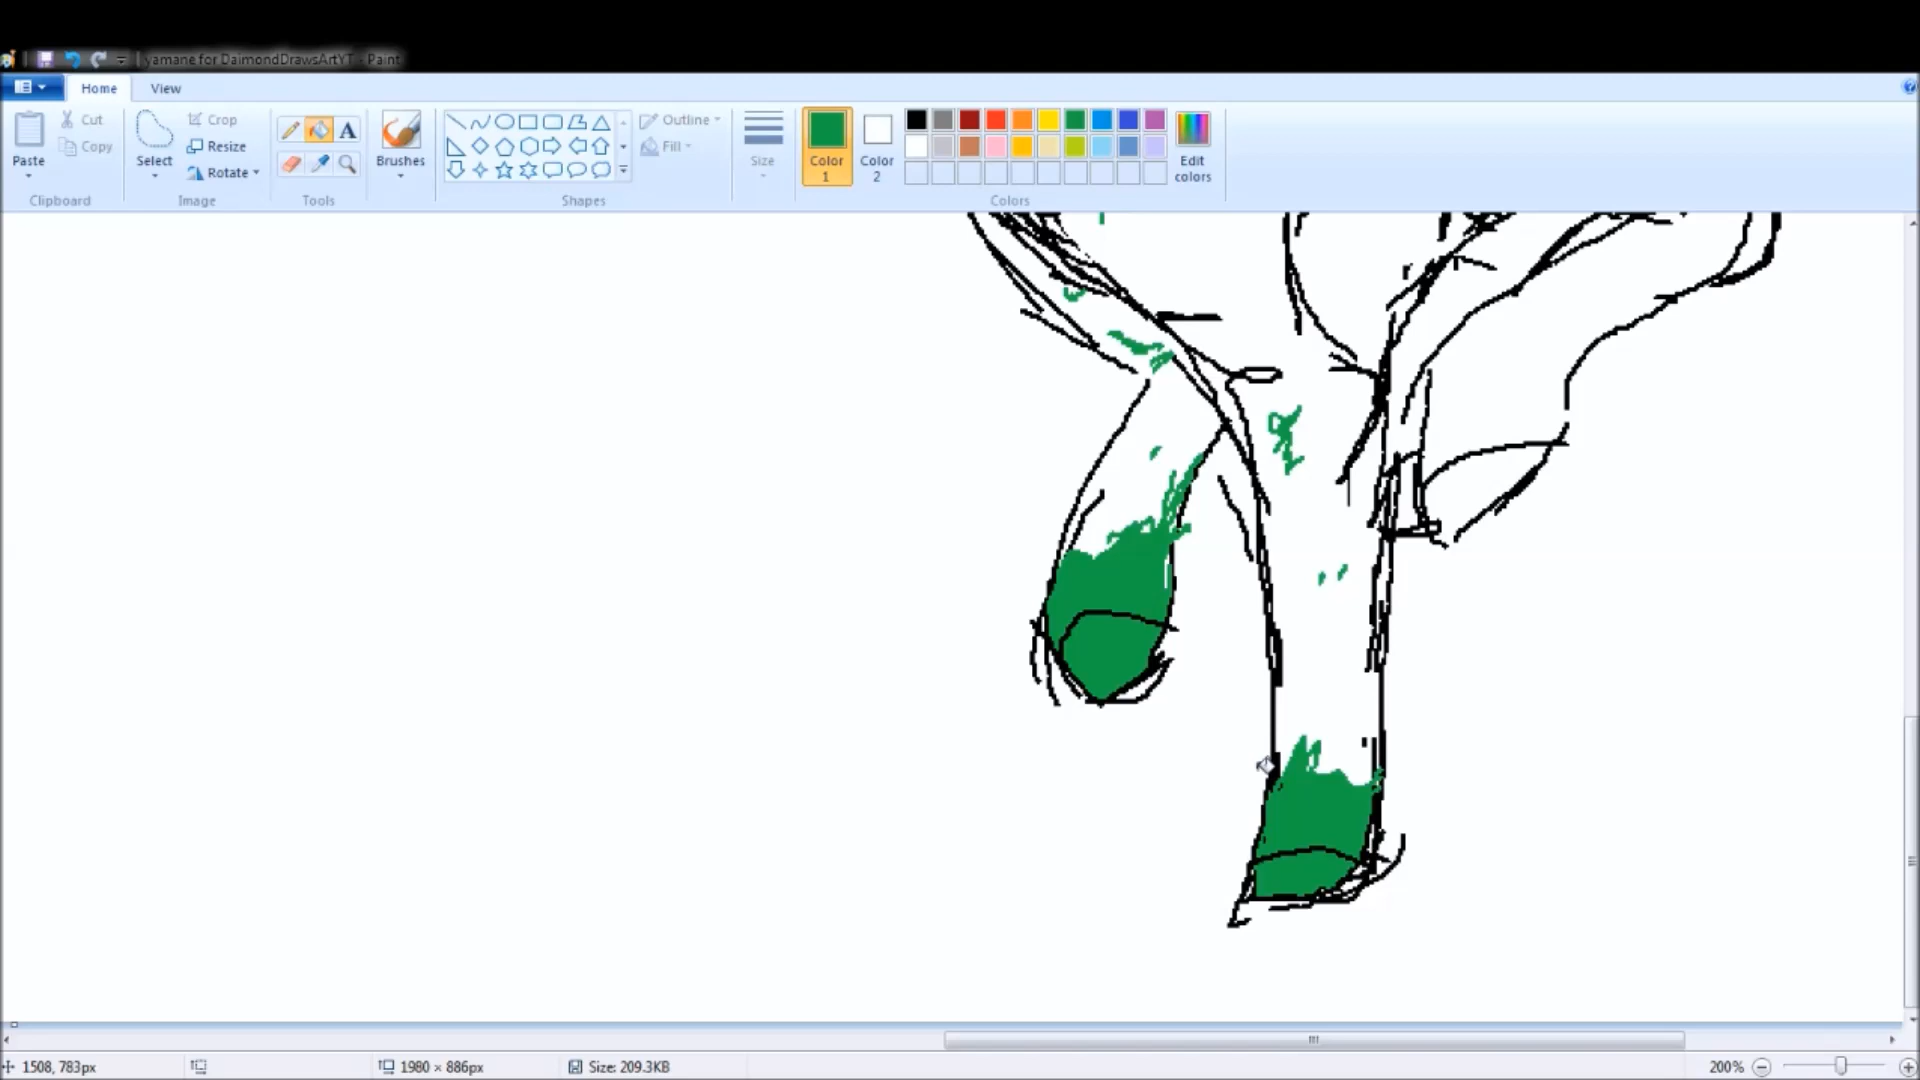 yamane for DaimondDrawsArtYT - Paint
Home View
Paste Cut Copy Clipboard
Select Crop Resize Rotate Image
A Tools
Brushes
Shapes Outline Fill
Size
Color 1 Color 2 Edit colors Colors
1508, 783px 1980 × 886px Size: 209.3KB 200%